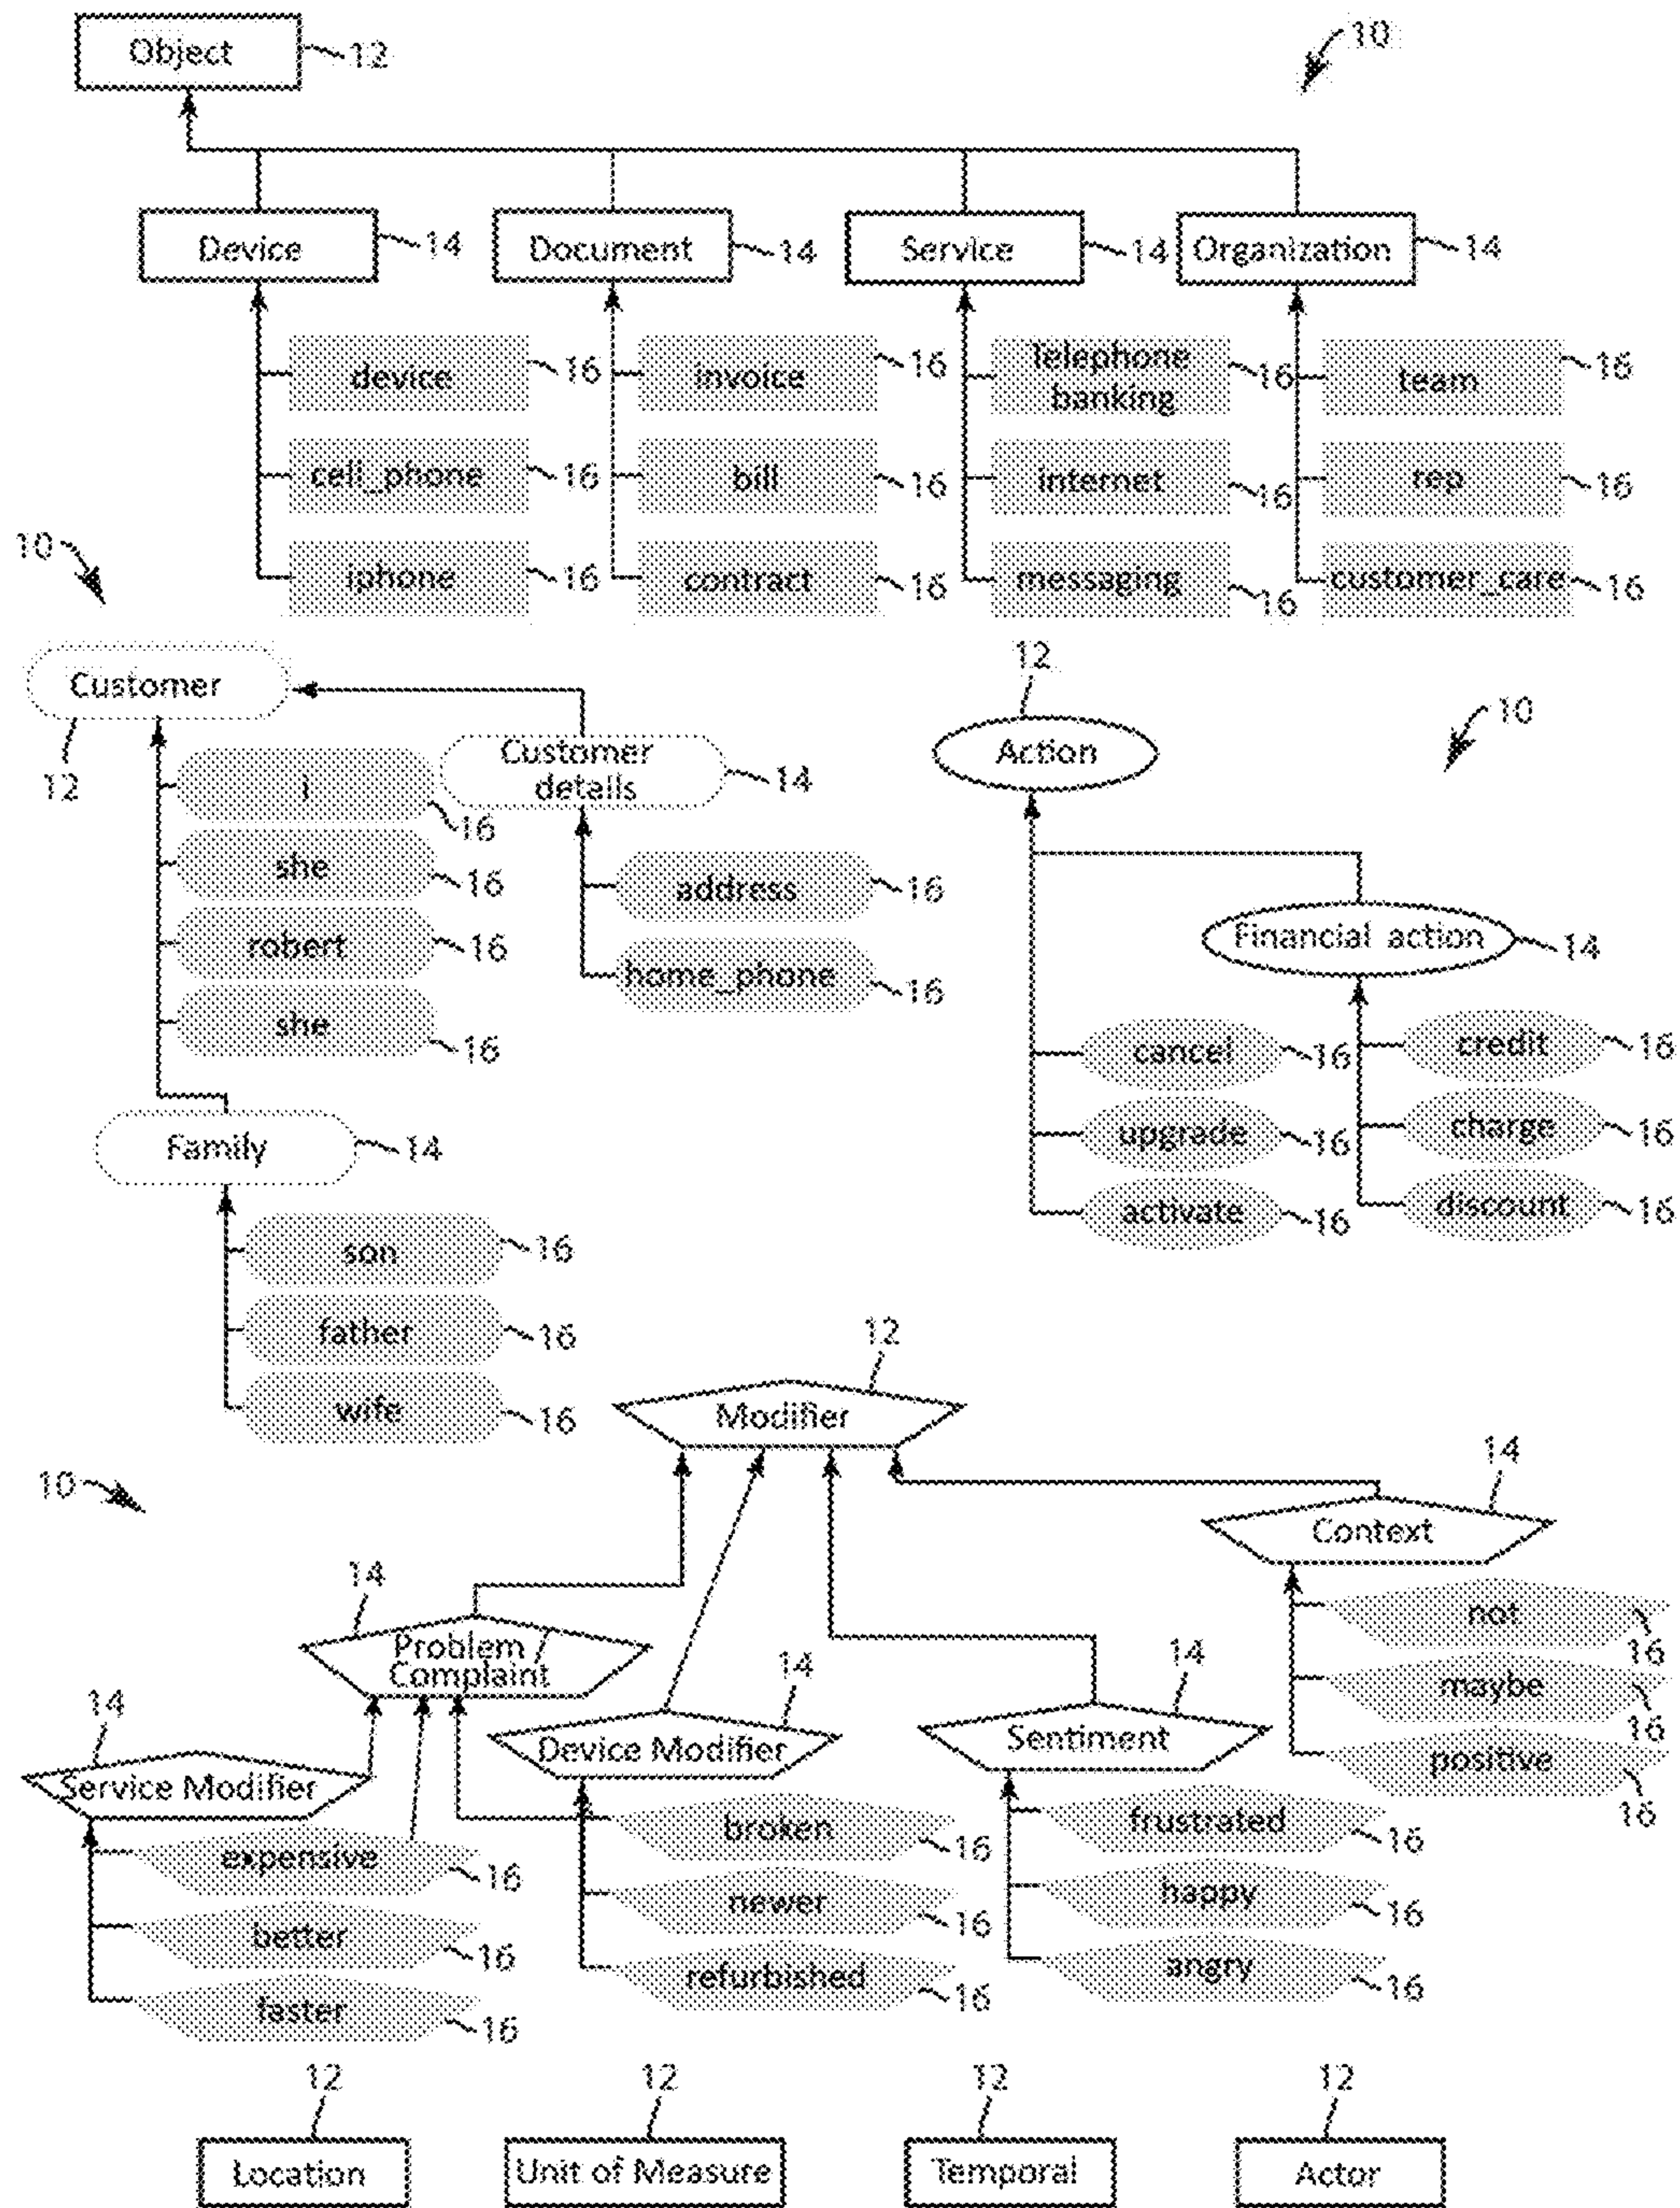 Object 12
10
Device 14
Document 14
Service 14
Organization 14
device 16
invoice 16
Telephone
banking 16
team 16
cell_phone 16
bill 16
internet 16
rep 16
10
iphone 16
contract 16
messaging 16
customer_care 16
Customer
12
Customer
details 14
i 16
she 16
robert 16
she 16
address 16
home_phone 16
Family 14
son 16
father 16
wife 16
12
Action
10
Financial action 14
cancel 16
upgrade 16
activate 16
credit 16
charge 16
discount 16
12
Modifier
10
14
Context
not 16
maybe 16
positive 16
14
Problem /
Complaint
14
Service Modifier
expensive 16
better 16
faster 16
14
Device Modifier
broken 16
newer 16
refurbished 16
14
Sentiment
frustrated 16
happy 16
angry 16
12
Location
12
Unit of Measure
12
Temporal
12
Actor